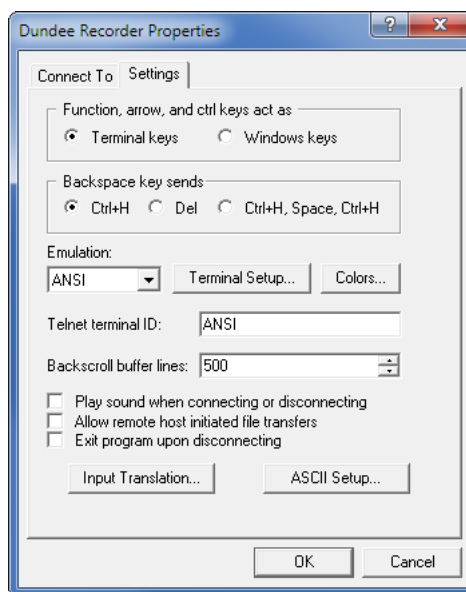 Dundee Recorder Properties
Connect To Settings
Function, arrow, and ctrl keys act as
Terminal keys Windows keys
Backspace key sends
Ctrl+H Del Ctrl+H, Space, Ctrl+H
Emulation:
ANSI Terminal Setup... Colors...
Telnet terminal ID: ANSI
Backscroll buffer lines: 500
Play sound when connecting or disconnecting
Allow remote host initiated file transfers
Exit program upon disconnecting
Input Translation... ASCII Setup...
OK Cancel